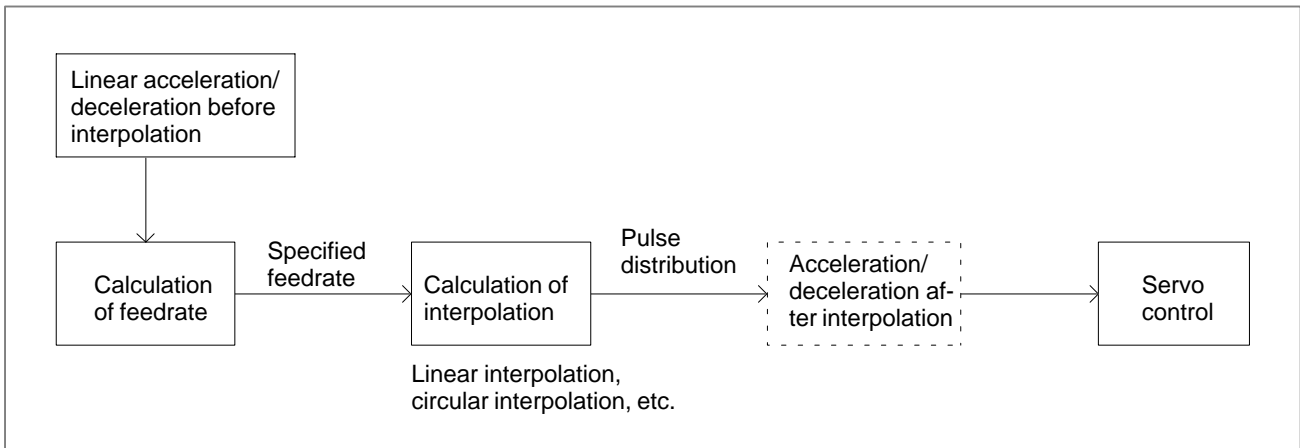 Linear acceleration/
deceleration before
interpolation
Calculation
of feedrate
Specified
feedrate
Calculation of
interpolation
Linear interpolation,
circular interpolation, etc.
Pulse
distribution
Acceleration/
deceleration af-
ter interpolation
Servo
control